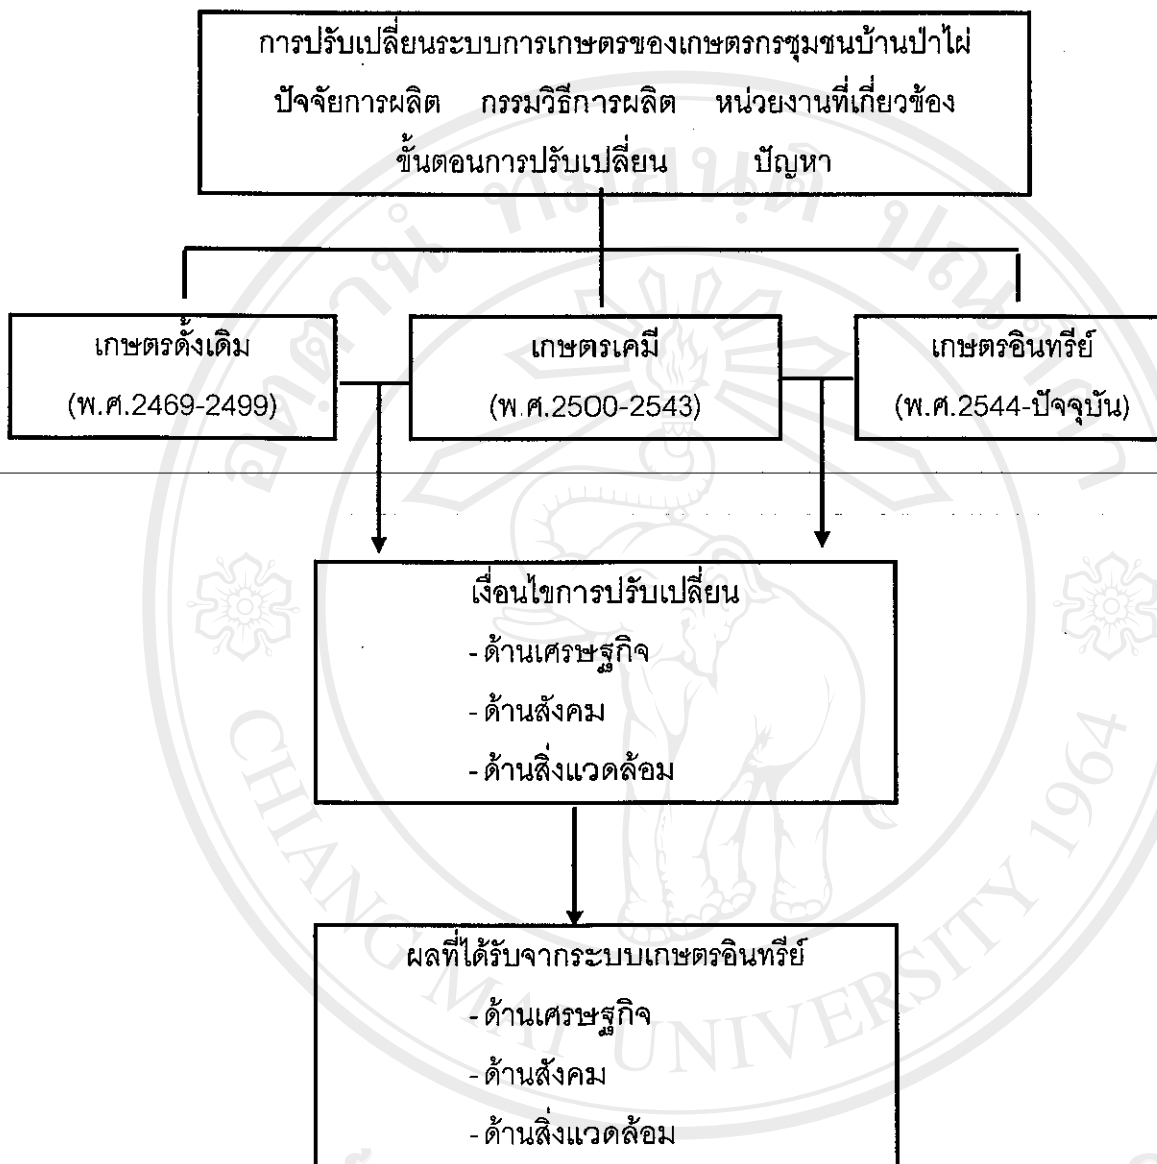 การปรับเปลี่ยนระบบการเกษตรของเกษตรกรชุมชนบ้านป่าไผ่
ปัจจัยการผลิต กรรมวิธีการผลิต หน่วยงานที่เกี่ยวข้อง
ขั้นตอนการปรับเปลี่ยน ปัญหา
เกษตรดั้งเดิม
(พ.ศ.2469-2499)
เกษตรเคมี
(พ.ศ.2500-2543)
เกษตรอินทรีย์
(พ.ศ.2544-ปัจจุบัน)
เงื่อนไขการปรับเปลี่ยน
-ด้านเศรษฐกิจ
-ด้านสังคม
-ด้านสิ่งแวดล้อม
ผลที่ได้รับจากระบบเกษตรอินทรีย์
-ด้านเศรษฐกิจ
-ด้านสังคม
-ด้านสิ่งแวดล้อม
CHIANG MAI UNIVERSITY 1964